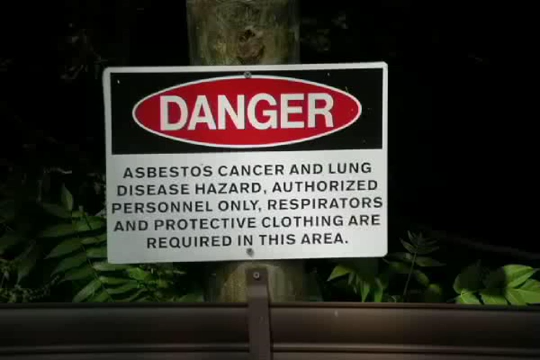 DANGER
ASBESTOS CANCER AND LUNG
DISEASE HAZARD, AUTHORIZED
PERSONNEL ONLY, RESPIRATORS
AND PROTECTIVE CLOTHING ARE
REQUIRED IN THIS AREA.